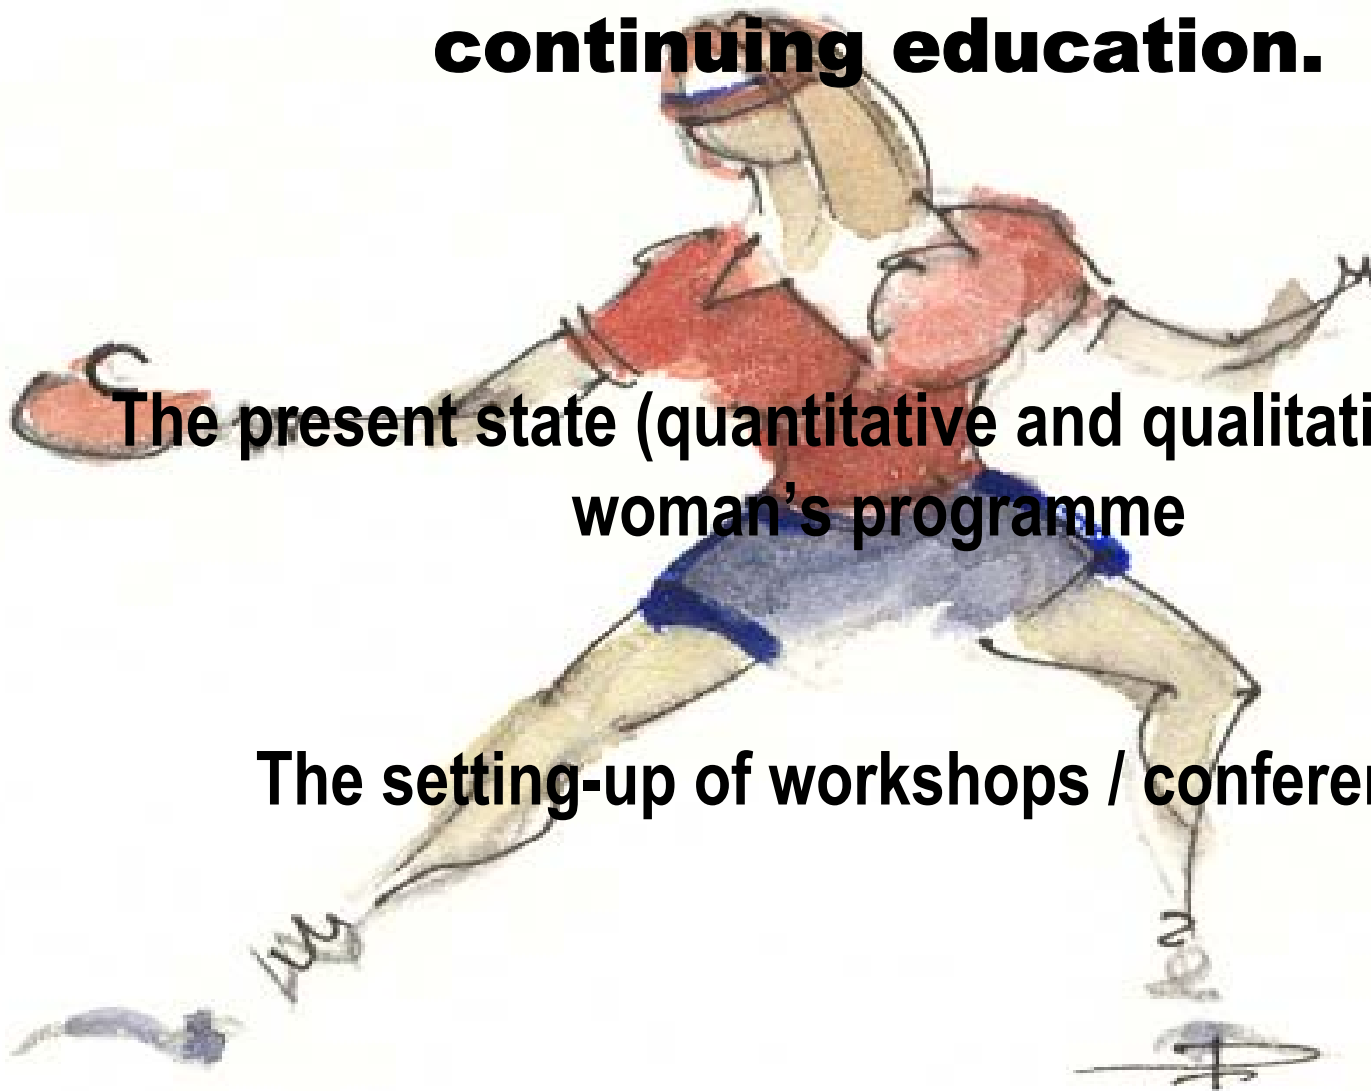 continuing education.
The present state (quantitative and qualitati
woman’s programme
The setting-up of workshops / conferen